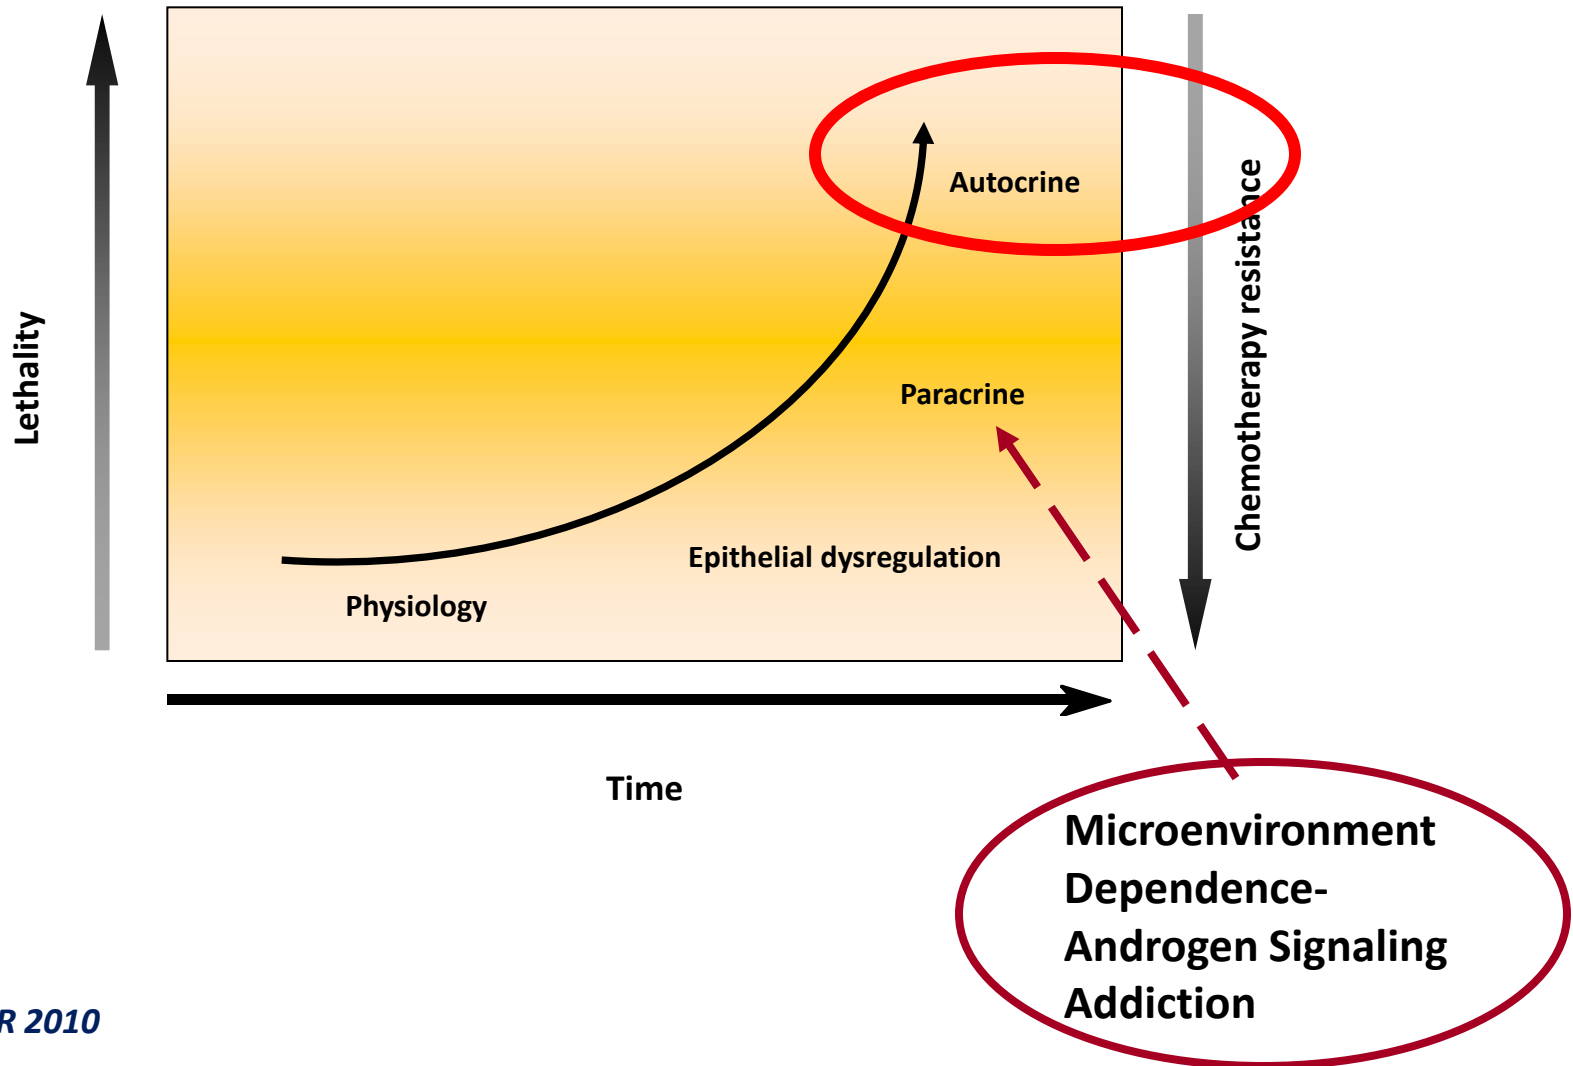 Lethality
Autocrine
Chemotherapy resistance
Paracrine
Epithelial dysregulation
Physiology
Time
Microenvironment
Dependence-
Androgen Signaling
Addiction
R 2010